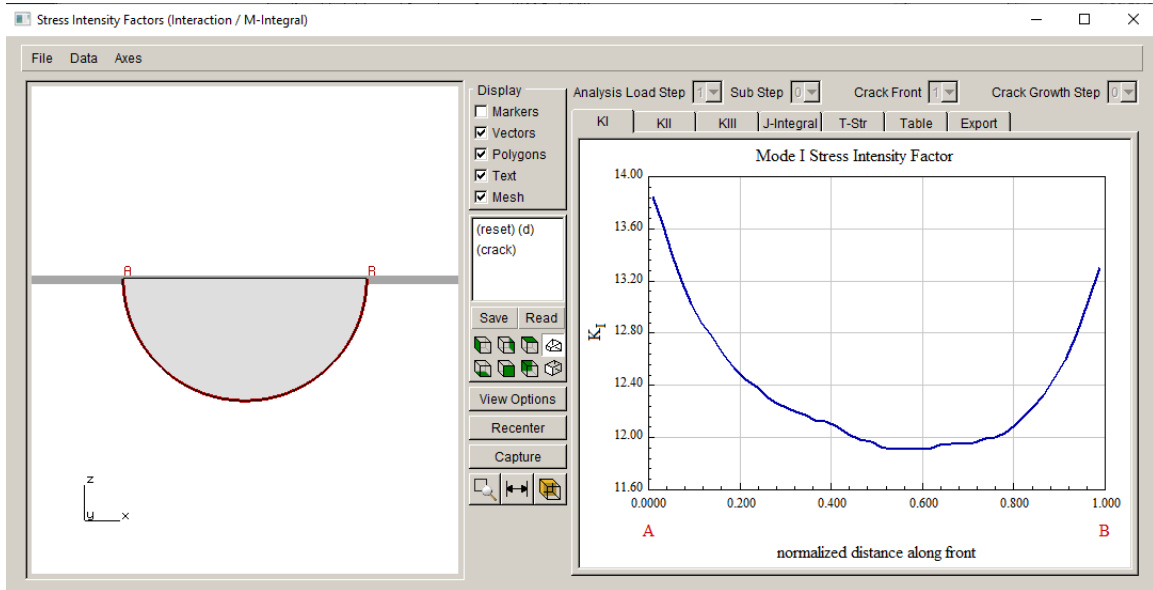 Stress Intensity Factors (Interaction / M-Integral)
File Data Axes
A B
z
y x
Display
Markers
Vectors
Polygons
Text
Mesh
(reset) (d)
(crack)
Save Read
View Options
Recenter
Capture
Analysis Load Step 1 Sub Step 0 Crack Front 1 Crack Growth Step 0
KI KII KIII J-Integral T-Str Table Export
Mode I Stress Intensity Factor
14.00
13.60
13.20
12.80
12.40
12.00
11.60
KI
0.0000 0.200 0.400 0.600 0.800 1.000
A B
normalized distance along front